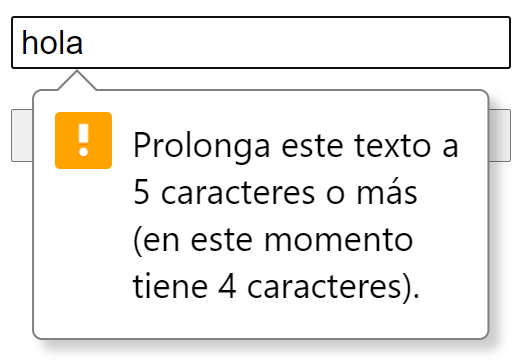 hola
Prolonga este texto a
5 caracteres o más
(en este momento
tiene 4 caracteres).